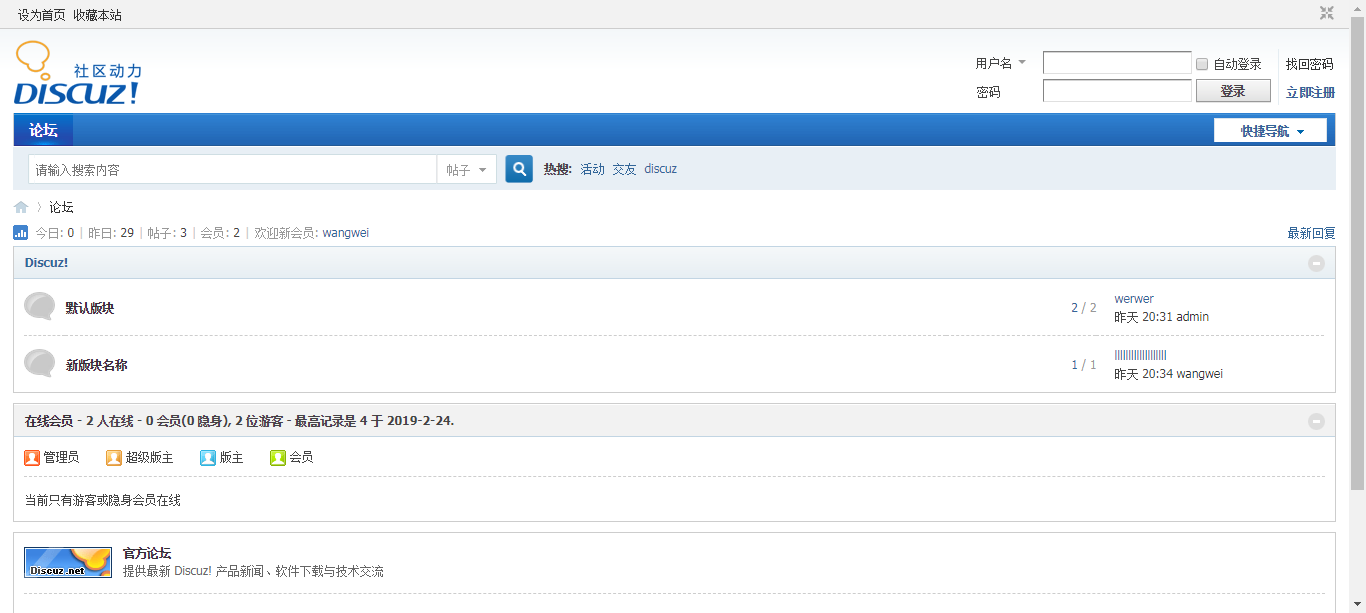 设为首页 收藏本站
社区动力
DISCUZ!
用户名
自动登录 找回密码
密码
登录 立即注册
论坛
快捷导航
请输入搜索内容 帖子 热搜: 活动 交友 discuz
论坛
今日: 0 | 昨日: 29 | 帖子: 3 | 会员: 2 | 欢迎新会员: wangwei 最新回复
Discuz!
默认版块 2 / 2
werwer
昨天 20:31 admin
新版块名称 1 / 1
llllllllllllllllll
昨天 20:34 wangwei
在线会员 - 2 人在线 - 0 会员(0 隐身), 2 位游客 - 最高记录是 4 于 2019-2-24.
管理员 超级版主 版主 会员
当前只有游客或隐身会员在线
Discuz.net
官方论坛
提供最新 Discuz! 产品新闻、软件下载与技术交流